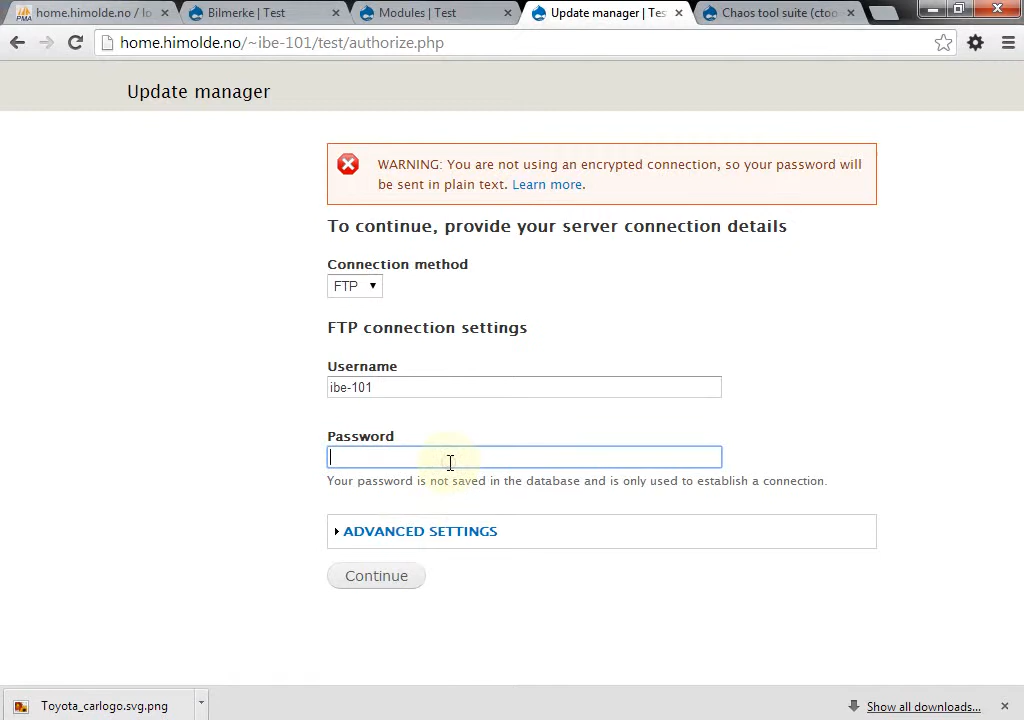 home.himolde.no / lo
Bilmerke | Test
Modules | Test
Update manager | Tes
Chaos tool suite (ctoo
home.himolde.no/~ibe-101/test/authorize.php
Update manager
WARNING: You are not using an encrypted connection, so your password will
be sent in plain text. Learn more.
To continue, provide your server connection details
Connection method
FTP
FTP connection settings
Username
ibe-101
Password
Your password is not saved in the database and is only used to establish a connection.
ADVANCED SETTINGS
Continue
Toyota_carlogo.svg.png
Show all downloads...